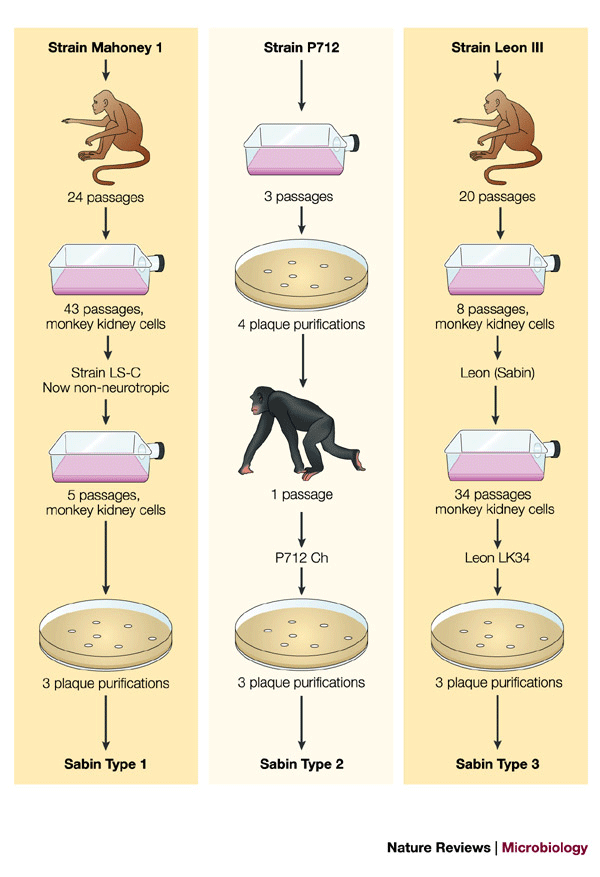 Strain Mahoney 1
24 passages
43 passages,
monkey kidney cells
Strain LS-C
Now non-neurotropic
5 passages,
monkey kidney cells
3 plaque purifications
Sabin Type 1
Strain P712
3 passages
4 plaque purifications
1 passage
P712 Ch
3 plaque purifications
Sabin Type 2
Strain Leon III
20 passages
8 passages,
monkey kidney cells
Leon (Sabin)
34 passages
monkey kidney cells
Leon LK34
3 plaque purifications
Sabin Type 3
Nature Reviews | Microbiology